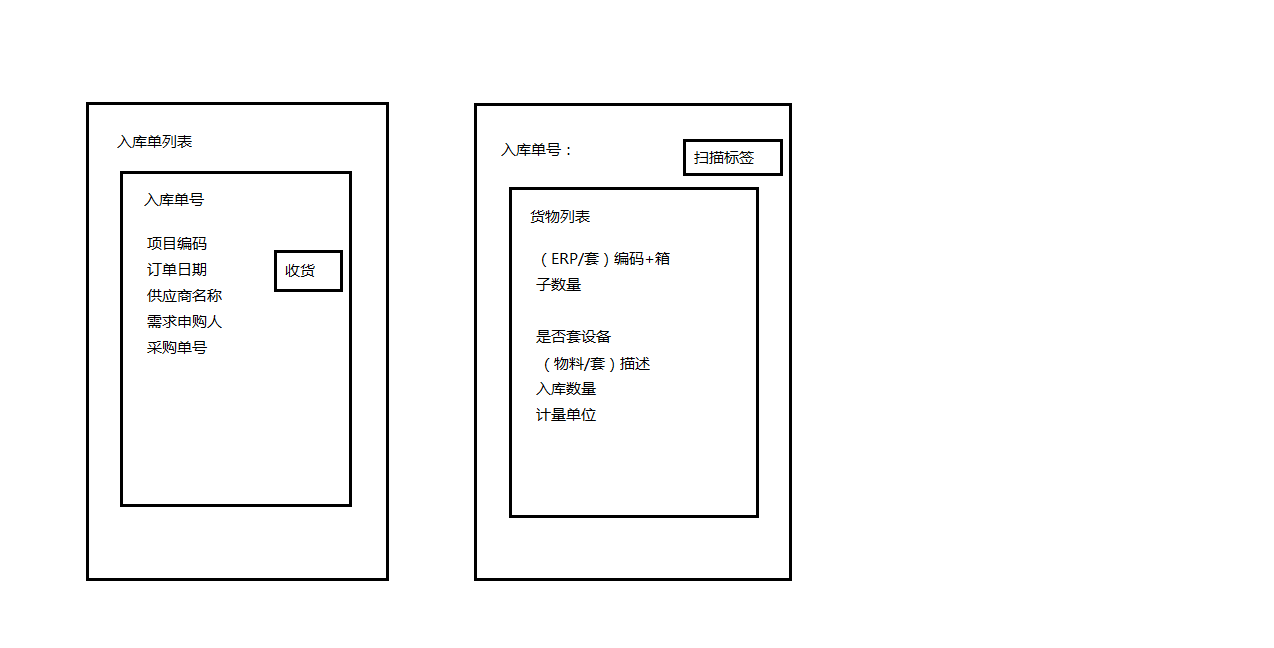 入库单列表
入库单号
项目编码
订单日期
供应商名称
需求申购人
采购单号
收货
入库单号：
扫描标签
货物列表
（ERP/套）编码+箱
子数量
是否套设备
（物料/套）描述
入库数量
计量单位